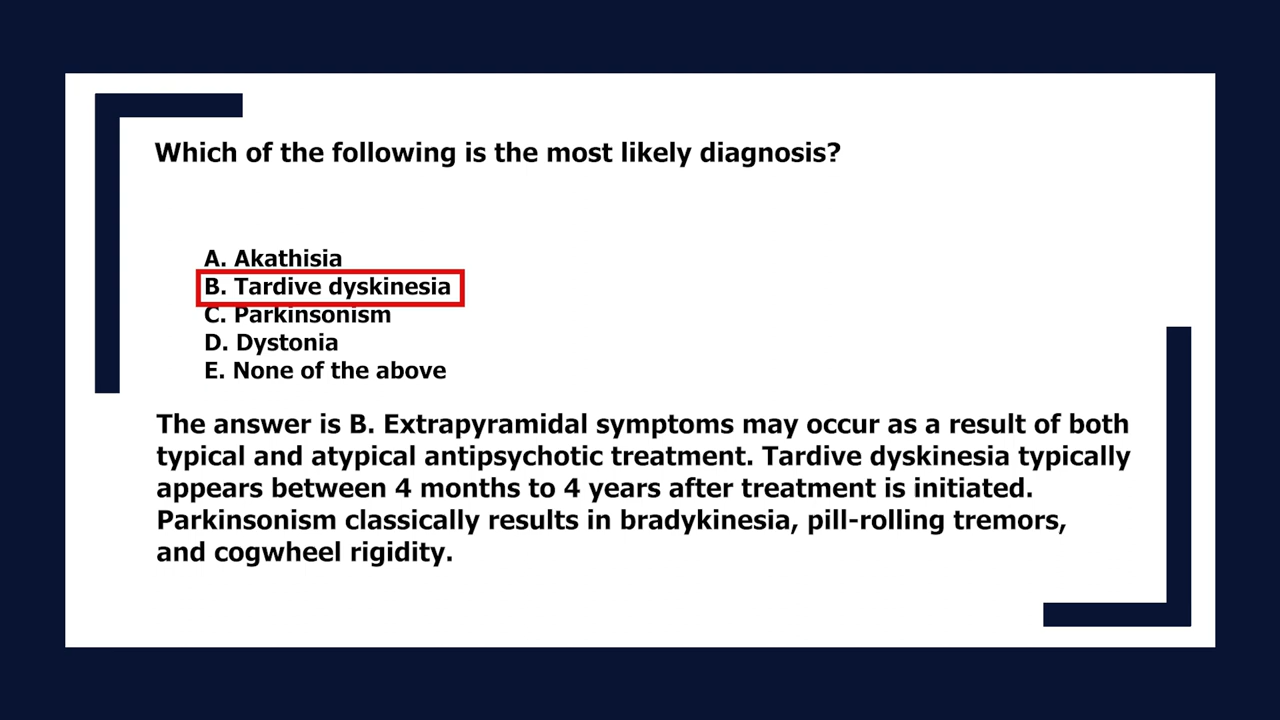 Which of the following is the most likely diagnosis?
A. Akathisia
B. Tardive dyskinesia
C. Parkinsonism
D. Dystonia
E. None of the above
The answer is B. Extrapyramidal symptoms may occur as a result of both
typical and atypical antipsychotic treatment. Tardive dyskinesia typically
appears between 4 months to 4 years after treatment is initiated.
Parkinsonism classically results in bradykinesia, pill-rolling tremors,
and cogwheel rigidity.